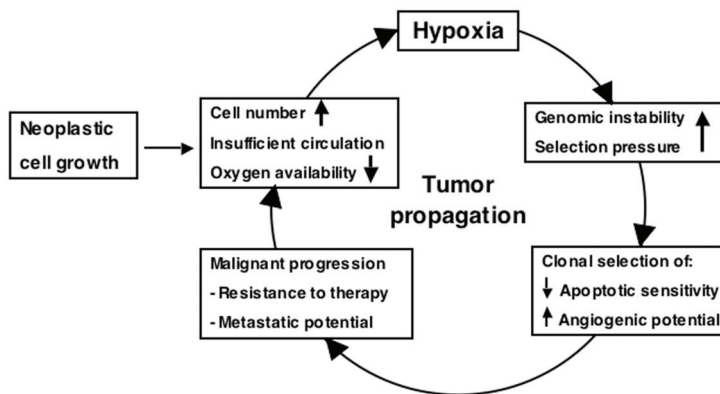 Hypoxia
Neoplastic
cell growth
Cell number ↑
Insufficient circulation
Oxygen availability ↓
Genomic instability
Selection pressure ↑
Tumor
propagation
Clonal selection of:
↓ Apoptotic sensitivity
↑ Angiogenic potential
Malignant progression
- Resistance to therapy
- Metastatic potential